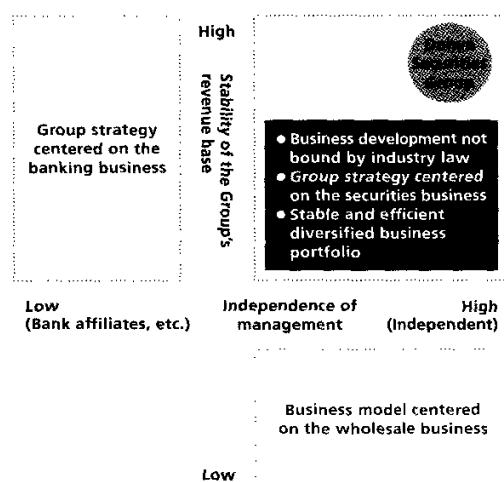 High
Securities
Stability of the Group's
revenue base
Group strategy
centered on the
banking business
● Business development not
bound by industry law
● Group strategy centered
on the securities business
● Stable and efficient
diversified business
portfolio
Low
(Bank affiliates, etc.)
Independence of
management
High
(Independent)
Business model centered
on the wholesale business
Low